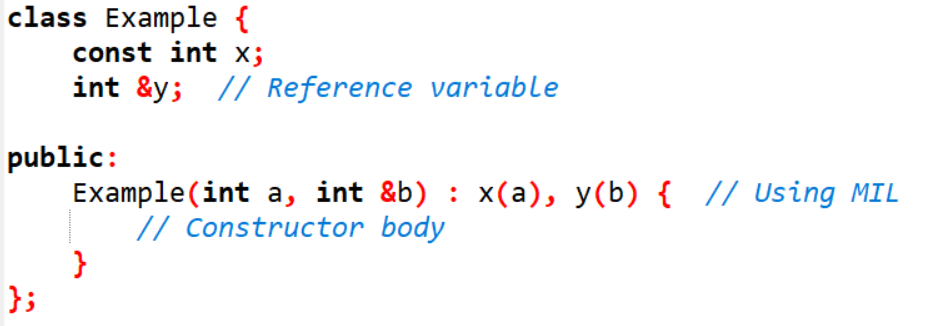 class Example {
    const int x;
    int &y;  // Reference variable

public:
    Example(int a, int &b) : x(a), y(b) {  // Using MIL
        // Constructor body
    }
};